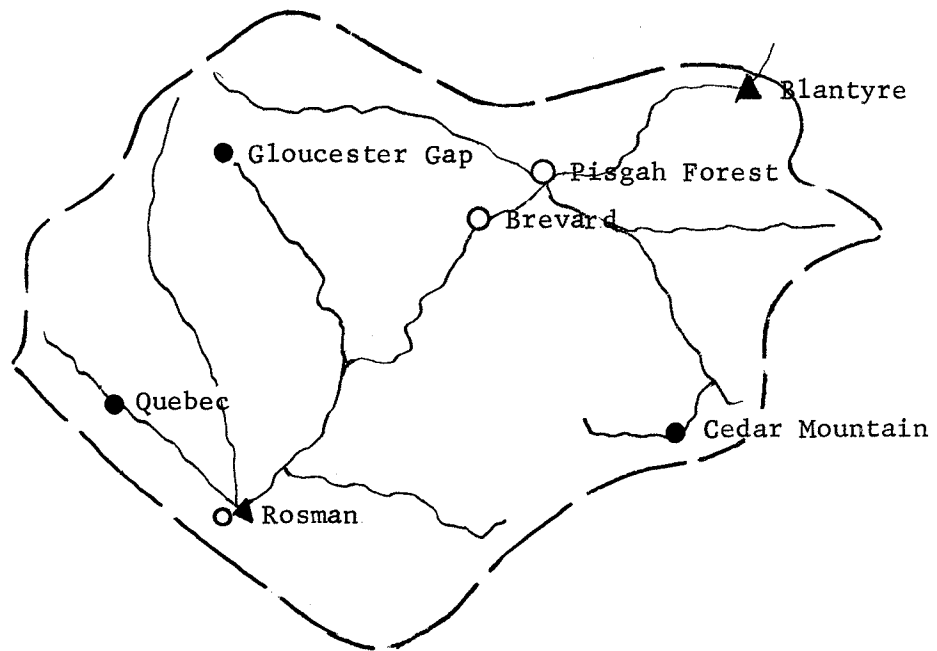 Blantyre
Gloucester Gap
Pisgah Forest
Brevard
Quebec
Cedar Mountain
Rosman